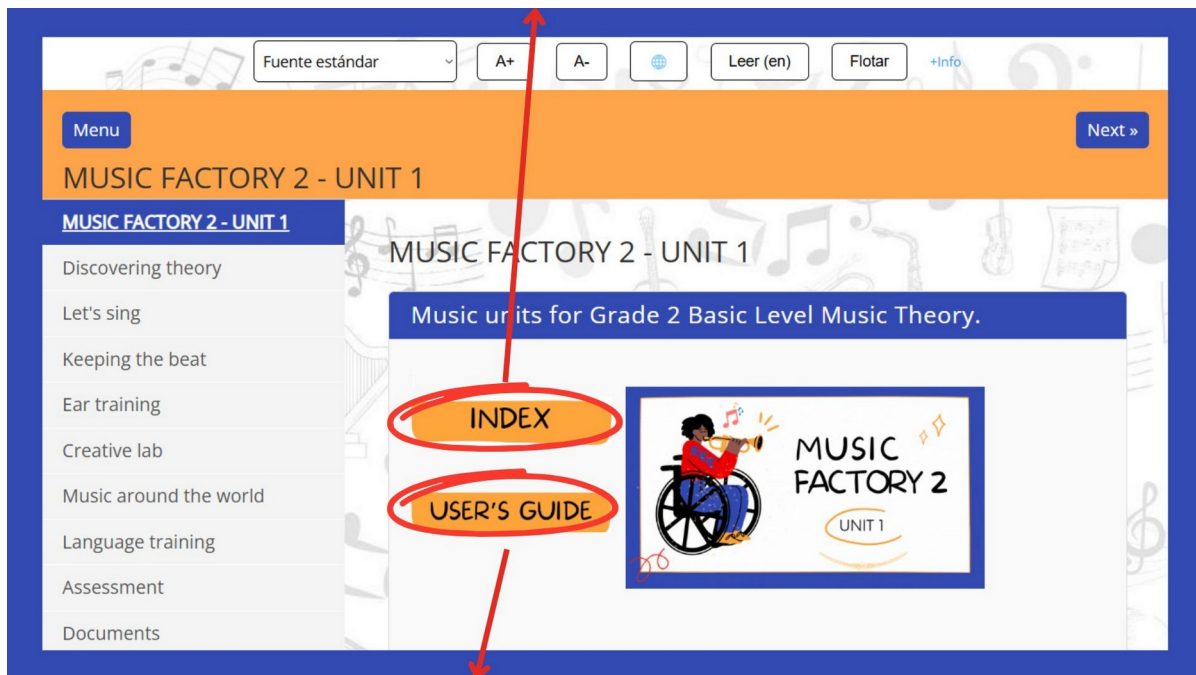 Fuente estándar
A+
A-
Leer (en)
Flotar
+Info
Menu
Next »
MUSIC FACTORY 2 - UNIT 1
MUSIC FACTORY 2 - UNIT 1
Discovering theory
Let's sing
Keeping the beat
Ear training
Creative lab
Music around the world
Language training
Assessment
Documents
MUSIC FACTORY 2 - UNIT 1
Music units for Grade 2 Basic Level Music Theory.
INDEX
USER'S GUIDE
MUSIC
FACTORY 2
UNIT 1